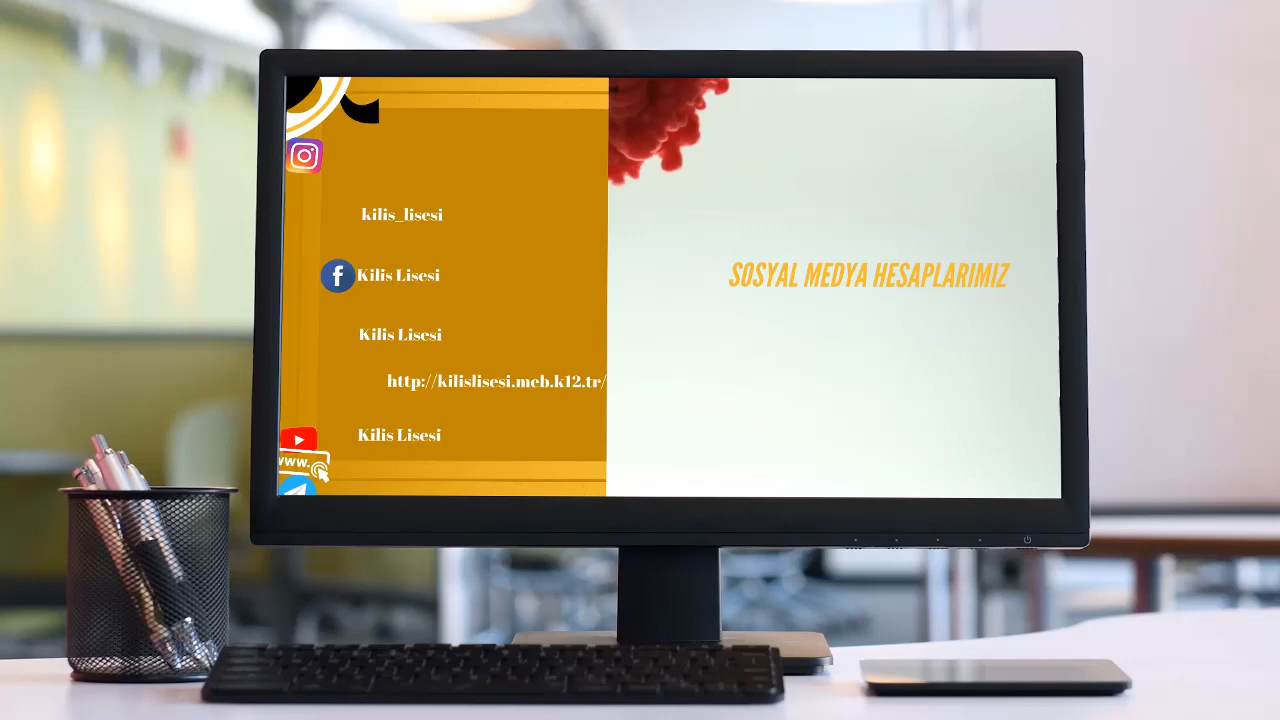 kilis_lisesi
Kilis Lisesi
Kilis Lisesi
http://kilislisesi.meb.k12.tr/
Kilis Lisesi
www.
SOSYAL MEDYA HESAPLARIMIZ